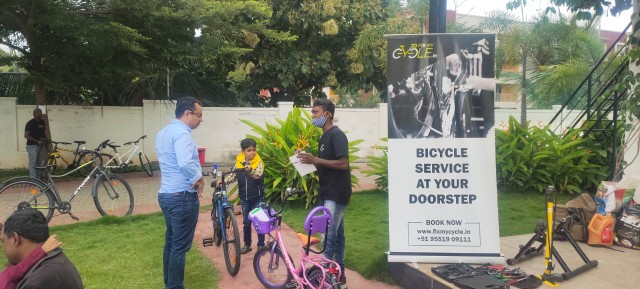 CYCLE
BICYCLE
SERVICE
AT YOUR
DOORSTEP
BOOK NOW
www.fixmycycle.in
+91 95519 09111